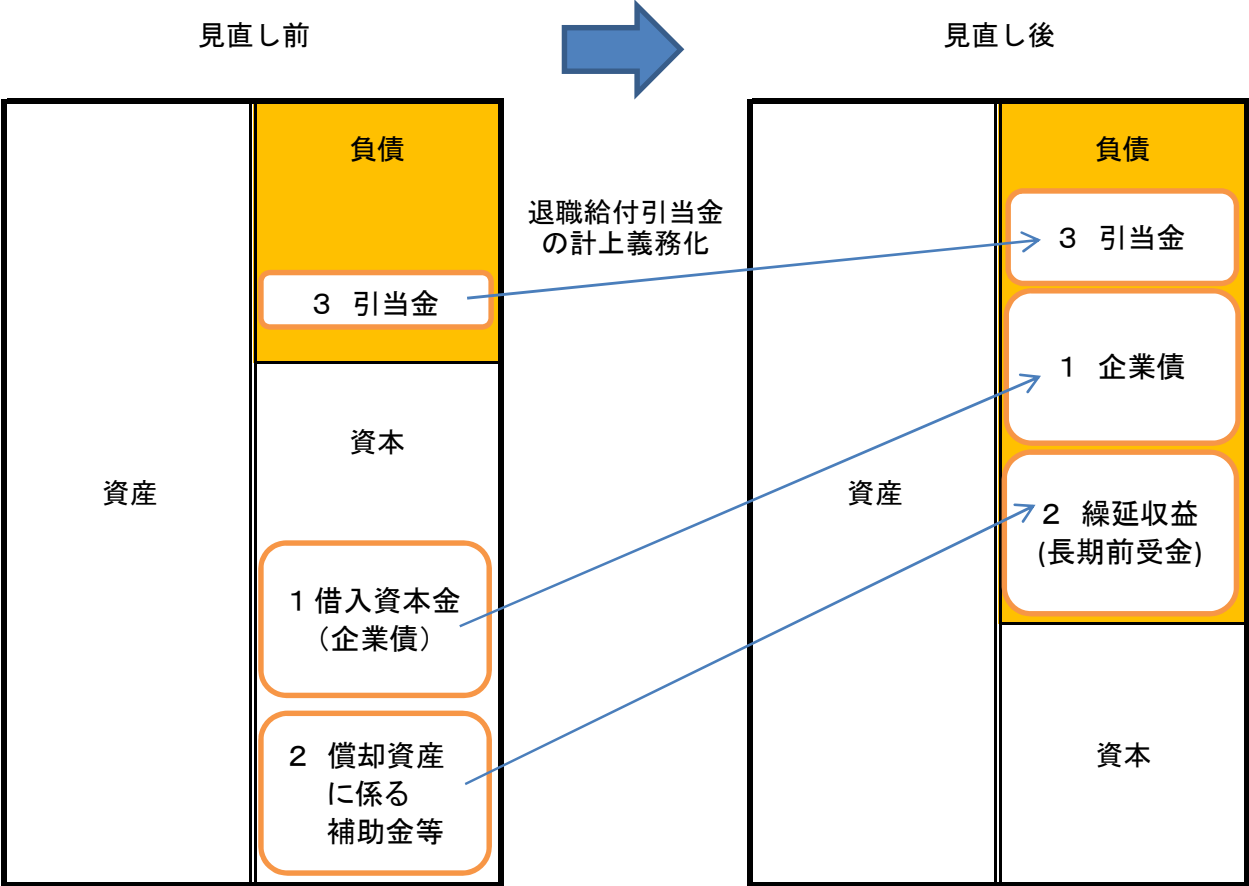 見直し前
見直し後
資産
負債
3 引当金
資本
1 借入資本金
(企業債)
2 償却資産
に係る
補助金等
退職給付引当金
の計上義務化
資産
負債
3 引当金
1 企業債
2 繰延収益
(長期前受金)
資本